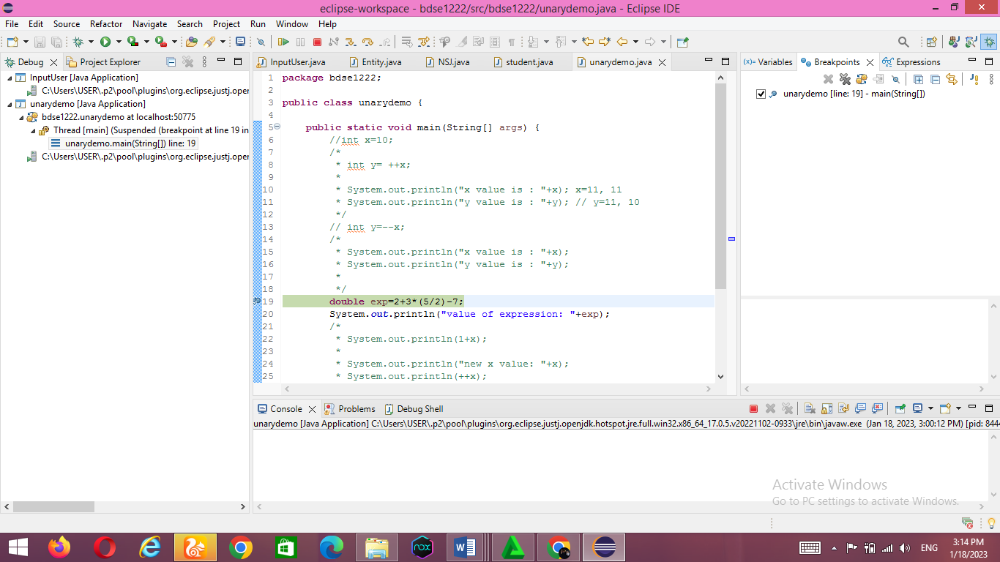 eclipse-workspace - bdse1222/src/bdse1222/unarydemo.java - Eclipse IDE
File Edit Source Refactor Navigate Search Project Run Window Help
Debug Project Explorer
InputUser [Java Application]
C:\Users\USER\.p2\pool\plugins\org.eclipse.justj.oper
unarydemo [Java Application]
bdse1222.unarydemo at localhost:50775
Thread [main] (Suspended (breakpoint at line 19 in
unarydemo.main(String[]) line: 19
C:\Users\USER\.p2\pool\plugins\org.eclipse.justj.oper
InputUser.java Entity.java NSJ.java student.java unarydemo.java
1 package bdse1222;
2
3 public class unarydemo {
4
5 public static void main(String[] args) {
6 //int x=10;
7 /*
8 * int y= ++x;
9 *
10 * System.out.println("x value is : "+x); x=11, 11
11 * System.out.println("y value is : "+y); // y=11, 10
12 */
13 // int y=--x;
14 /*
15 * System.out.println("x value is : "+x);
16 * System.out.println("y value is : "+y);
17 *
18 */
19 double exp=2+3*(5/2)-7;
20 System.out.println("value of expression: "+exp);
21 /*
22 * System.out.println(1+x);
23 *
24 * System.out.println("new x value: "+x);
25 * System.out.println(++x);
(x)= Variables Breakpoints Expressions
unarydemo [line: 19] - main(String[])
Console Problems Debug Shell
unarydemo [Java Application] C:\Users\USER\.p2\pool\plugins\org.eclipse.justj.openjdk.hotspot.jre.full.win32.x86_64_17.0.5.v20221102-0933\jre\bin\javaw.exe (Jan 18, 2023, 3:00:12 PM) [pid: 8444
Activate Windows
Go to PC settings to activate Windows.
nox
ENG
3:14 PM
1/18/2023